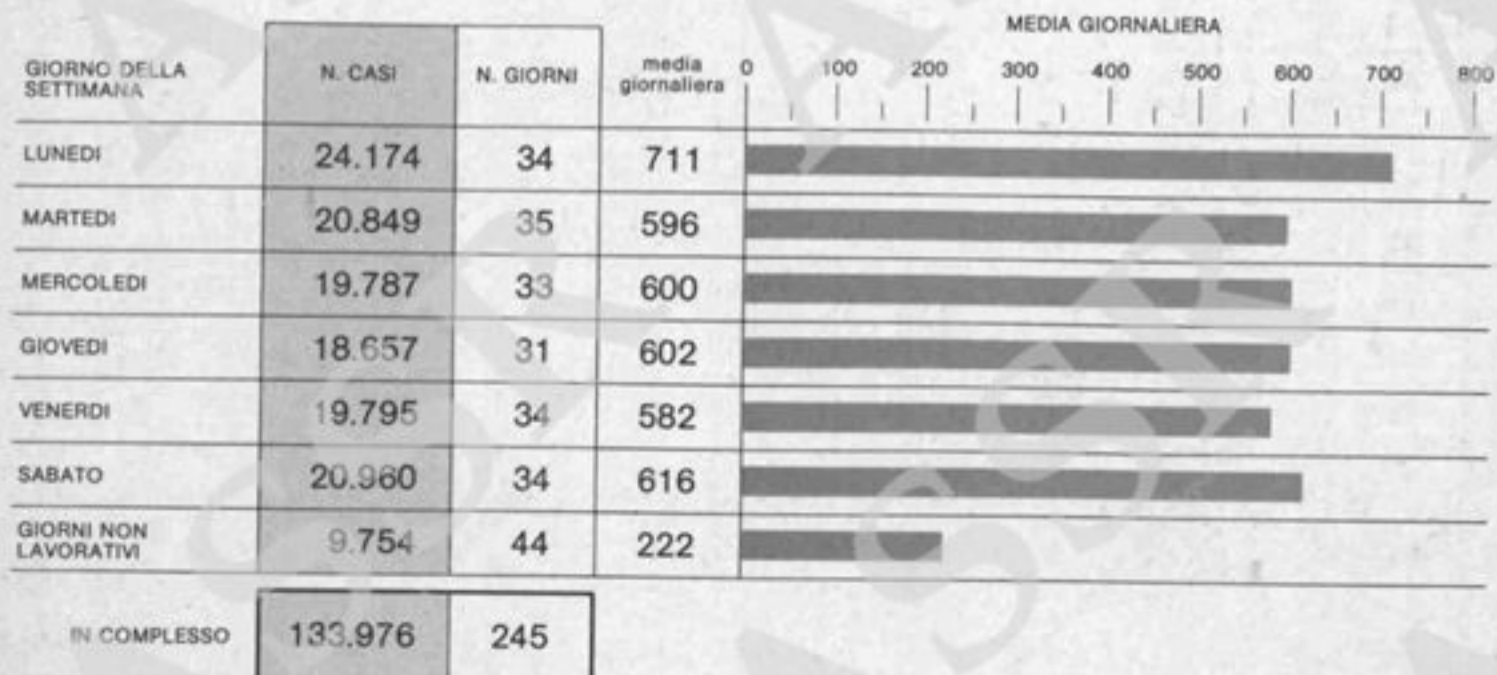 MEDIA GIORNALIERA
GIORNO DELLA SETTIMANA N. CASI N. GIORNI media giornaliera 0 100 200 300 400 500 600 700 800
LUNEDI 24.174 34 711
MARTEDI 20.849 35 596
MERCOLEDI 19.787 33 600
GIOVEDI 18.657 31 602
VENERDI 19.795 34 582
SABATO 20.960 34 616
GIORNI NON LAVORATIVI 9.754 44 222
IN COMPLESSO 133.976 245